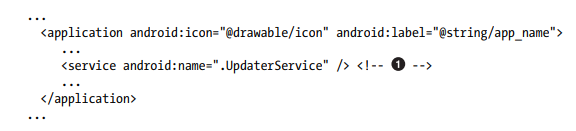 ...
<application android:icon="@drawable/icon" android:label="@string/app_name">
...
<service android:name=".UpdaterService" /> <!-- ❶ -->
...
</application>
...